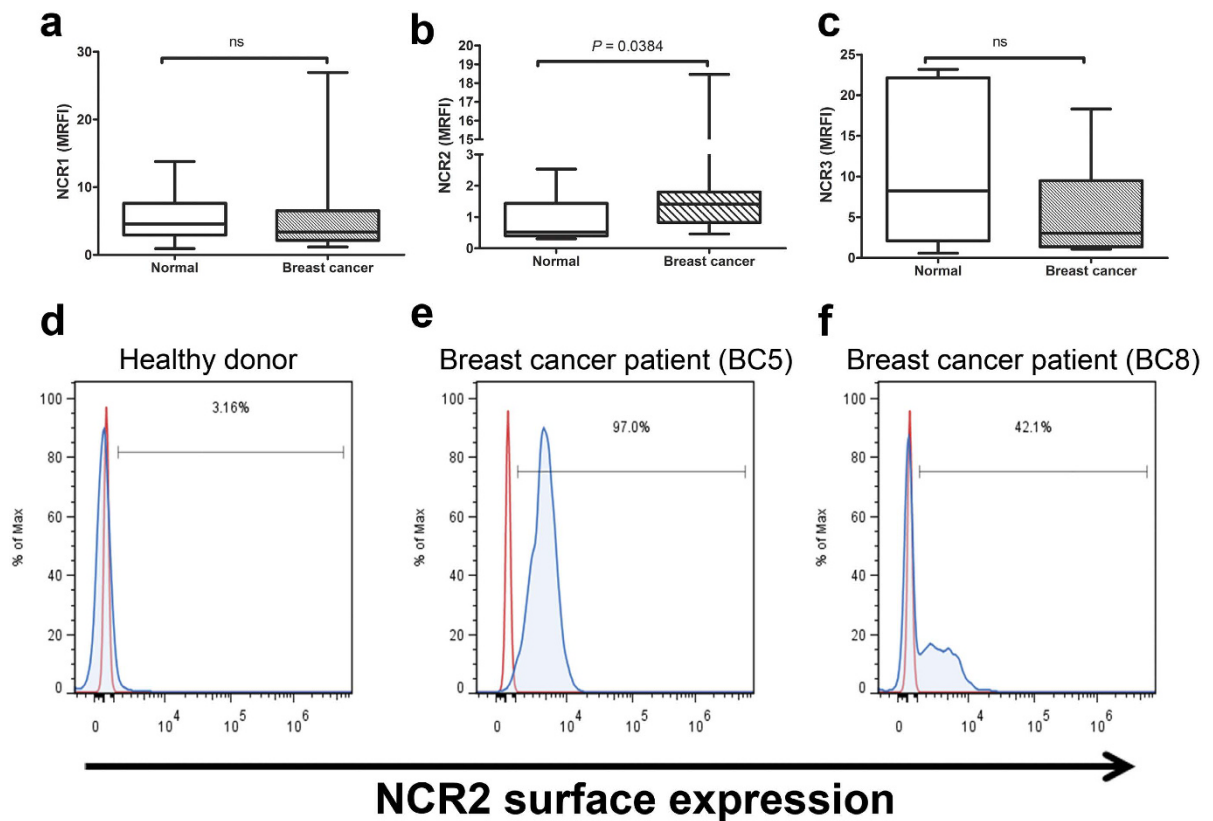 a
ns
NCR1 (MRFI)
30
20
10
0
Normal
Breast cancer
b
P = 0.0384
NCR2 (MRFI)
20
19
18
17
16
15
3
2
1
0
Normal
Breast cancer
c
ns
NCR3 (MRFI)
25
20
15
10
5
0
Normal
Breast cancer
d
Healthy donor
3.16%
% of Max
100
80
60
40
20
0
0 10^4 10^5 10^6
e
Breast cancer patient (BC5)
97.0%
% of Max
100
80
60
40
20
0
0 10^4 10^5 10^6
f
Breast cancer patient (BC8)
42.1%
% of Max
100
80
60
40
20
0
0 10^4 10^5 10^6
NCR2 surface expression